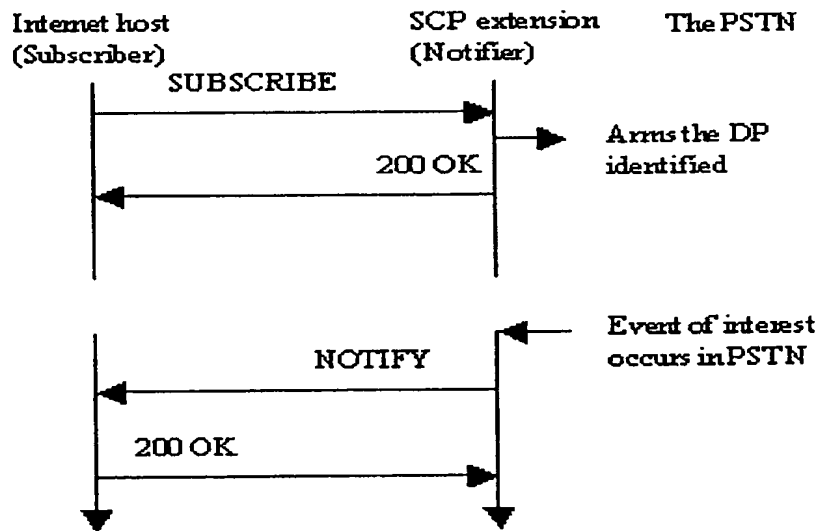 Internet host
(Subscriber)
SCP extension
(Notifier)
The PSTN
SUBSCRIBE
Arms the DP
identified
200 OK
Event of interest
occurs in PSTN
NOTIFY
200 OK